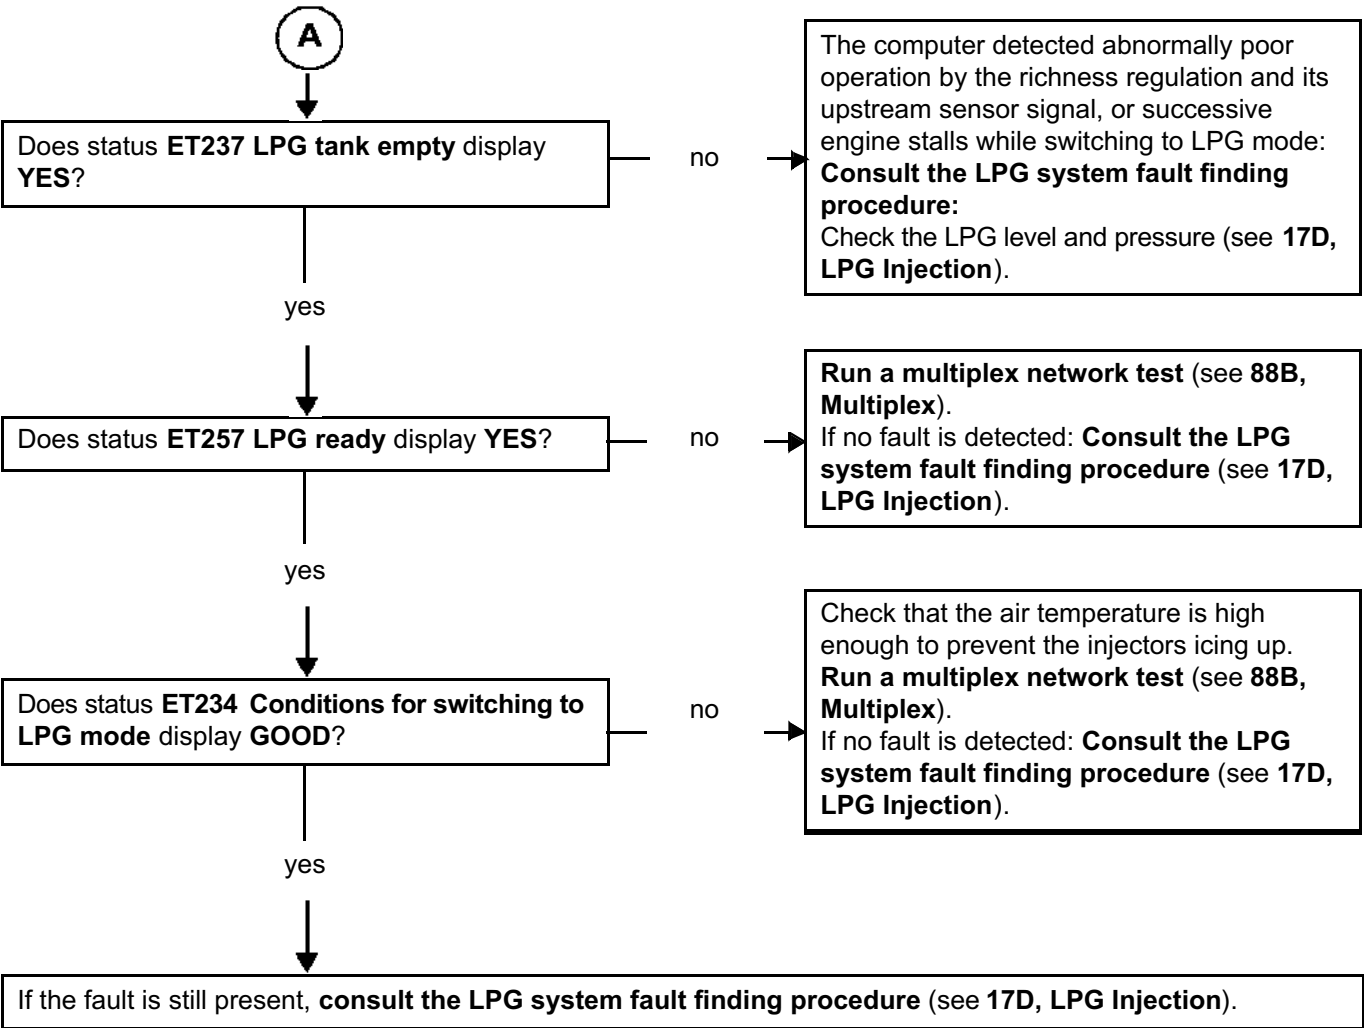 A
Does status ET237 LPG tank empty display
YES?
no
The computer detected abnormally poor
operation by the richness regulation and its
upstream sensor signal, or successive
engine stalls while switching to LPG mode:
Consult the LPG system fault finding
procedure:
Check the LPG level and pressure (see 17D,
LPG Injection).
yes
Does status ET257 LPG ready display YES?
no
Run a multiplex network test (see 88B,
Multiplex).
If no fault is detected: Consult the LPG
system fault finding procedure (see 17D,
LPG Injection).
yes
Does status ET234 Conditions for switching to
LPG mode display GOOD?
no
Check that the air temperature is high
enough to prevent the injectors icing up.
Run a multiplex network test (see 88B,
Multiplex).
If no fault is detected: Consult the LPG
system fault finding procedure (see 17D,
LPG Injection).
yes
If the fault is still present, consult the LPG system fault finding procedure (see 17D, LPG Injection).